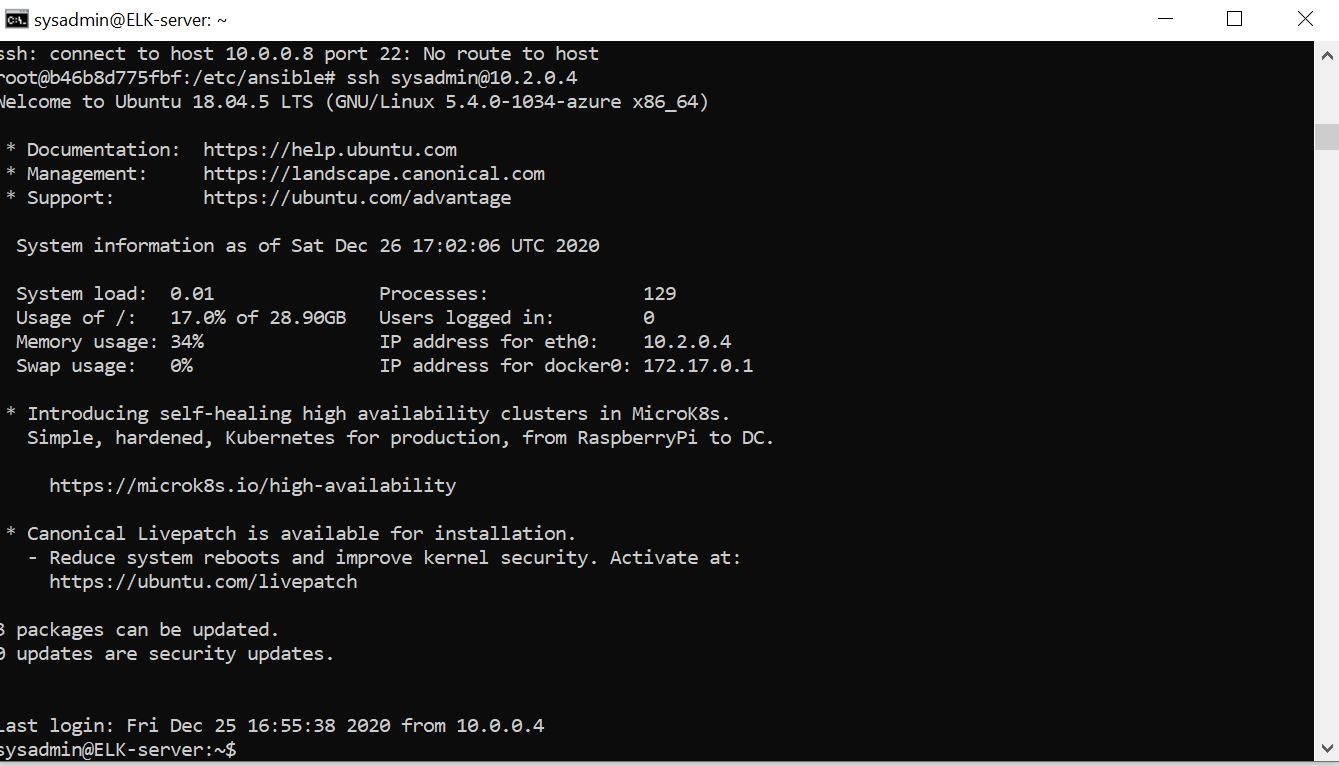 sysadmin@ELK-server: ~
ssh: connect to host 10.0.0.8 port 22: No route to host
root@b46b8d775fbf:/etc/ansible# ssh sysadmin@10.2.0.4
Welcome to Ubuntu 18.04.5 LTS (GNU/Linux 5.4.0-1034-azure x86_64)
* Documentation:  https://help.ubuntu.com
* Management:     https://landscape.canonical.com
* Support:        https://ubuntu.com/advantage
System information as of Sat Dec 26 17:02:06 UTC 2020
System load:  0.01               Processes:              129
Usage of /:   17.0% of 28.90GB   Users logged in:        0
Memory usage: 34%                IP address for eth0:    10.2.0.4
Swap usage:   0%                 IP address for docker0: 172.17.0.1
* Introducing self-healing high availability clusters in MicroK8s.
Simple, hardened, Kubernetes for production, from RaspberryPi to DC.
https://microk8s.io/high-availability
* Canonical Livepatch is available for installation.
- Reduce system reboots and improve kernel security. Activate at:
https://ubuntu.com/livepatch
3 packages can be updated.
0 updates are security updates.
Last login: Fri Dec 25 16:55:38 2020 from 10.0.0.4
sysadmin@ELK-server:~$